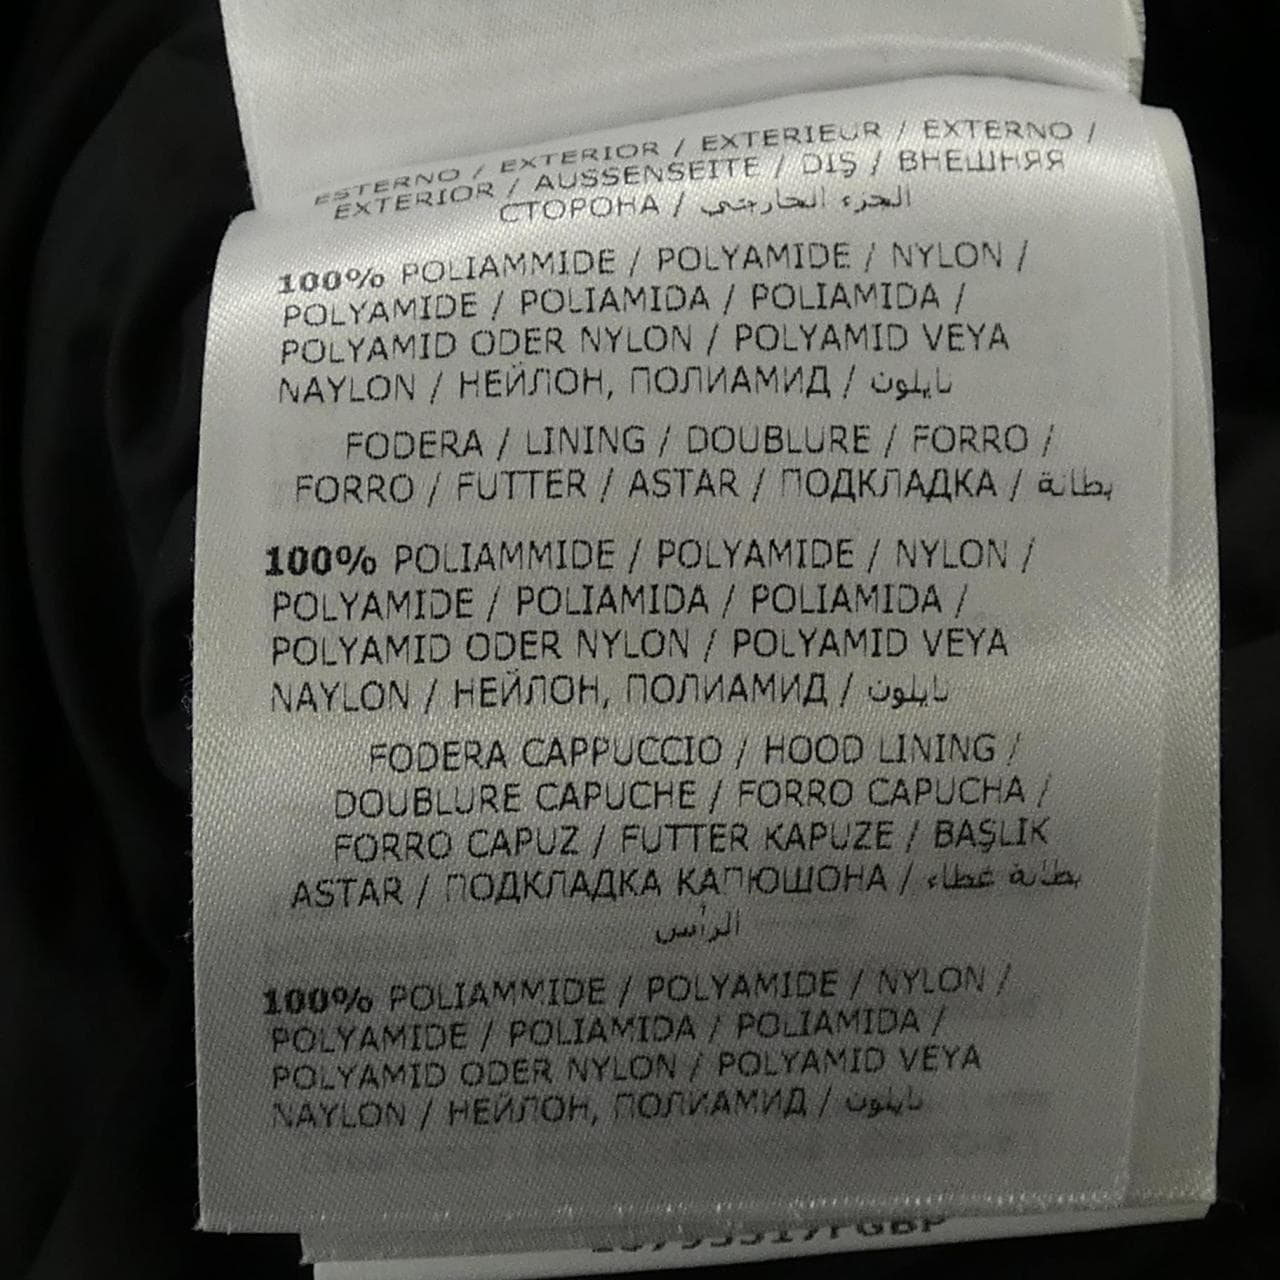 ESTERNO / EXTERIOR / EXTERIEUR / EXTERNO /
EXTERIOR / AUSSENSEITE / DIŞ / ВНЕШНЯЯ
СТОРОНА / الجزء الخارجي
100% POLIAMMIDE / POLYAMIDE / NYLON /
POLYAMIDE / POLIAMIDA / POLIAMIDA /
POLYAMID ODER NYLON / POLYAMID VEYA
NAYLON / НЕЙЛОН, ПОЛИАМИД / نايلون
FODERA / LINING / DOUBLURE / FORRO /
FORRO / FUTTER / ASTAR / ПОДКЛАДКА / بطانة
100% POLIAMMIDE / POLYAMIDE / NYLON /
POLYAMIDE / POLIAMIDA / POLIAMIDA /
POLYAMID ODER NYLON / POLYAMID VEYA
NAYLON / НЕЙЛОН, ПОЛИАМИД / نايلون
FODERA CAPPUCCIO / HOOD LINING /
DOUBLURE CAPUCHE / FORRO CAPUCHA /
FORRO CAPUZ / FUTTER KAPUZE / BAŞLIK
ASTAR / ПОДКЛАДКА КАПЮШОНА / بطانة غطاء
الرأس
100% POLIAMMIDE / POLYAMIDE / NYLON /
POLYAMIDE / POLIAMIDA / POLIAMIDA /
POLYAMID ODER NYLON / POLYAMID VEYA
NAYLON / НЕЙЛОН, ПОЛИАМИД / نايلون